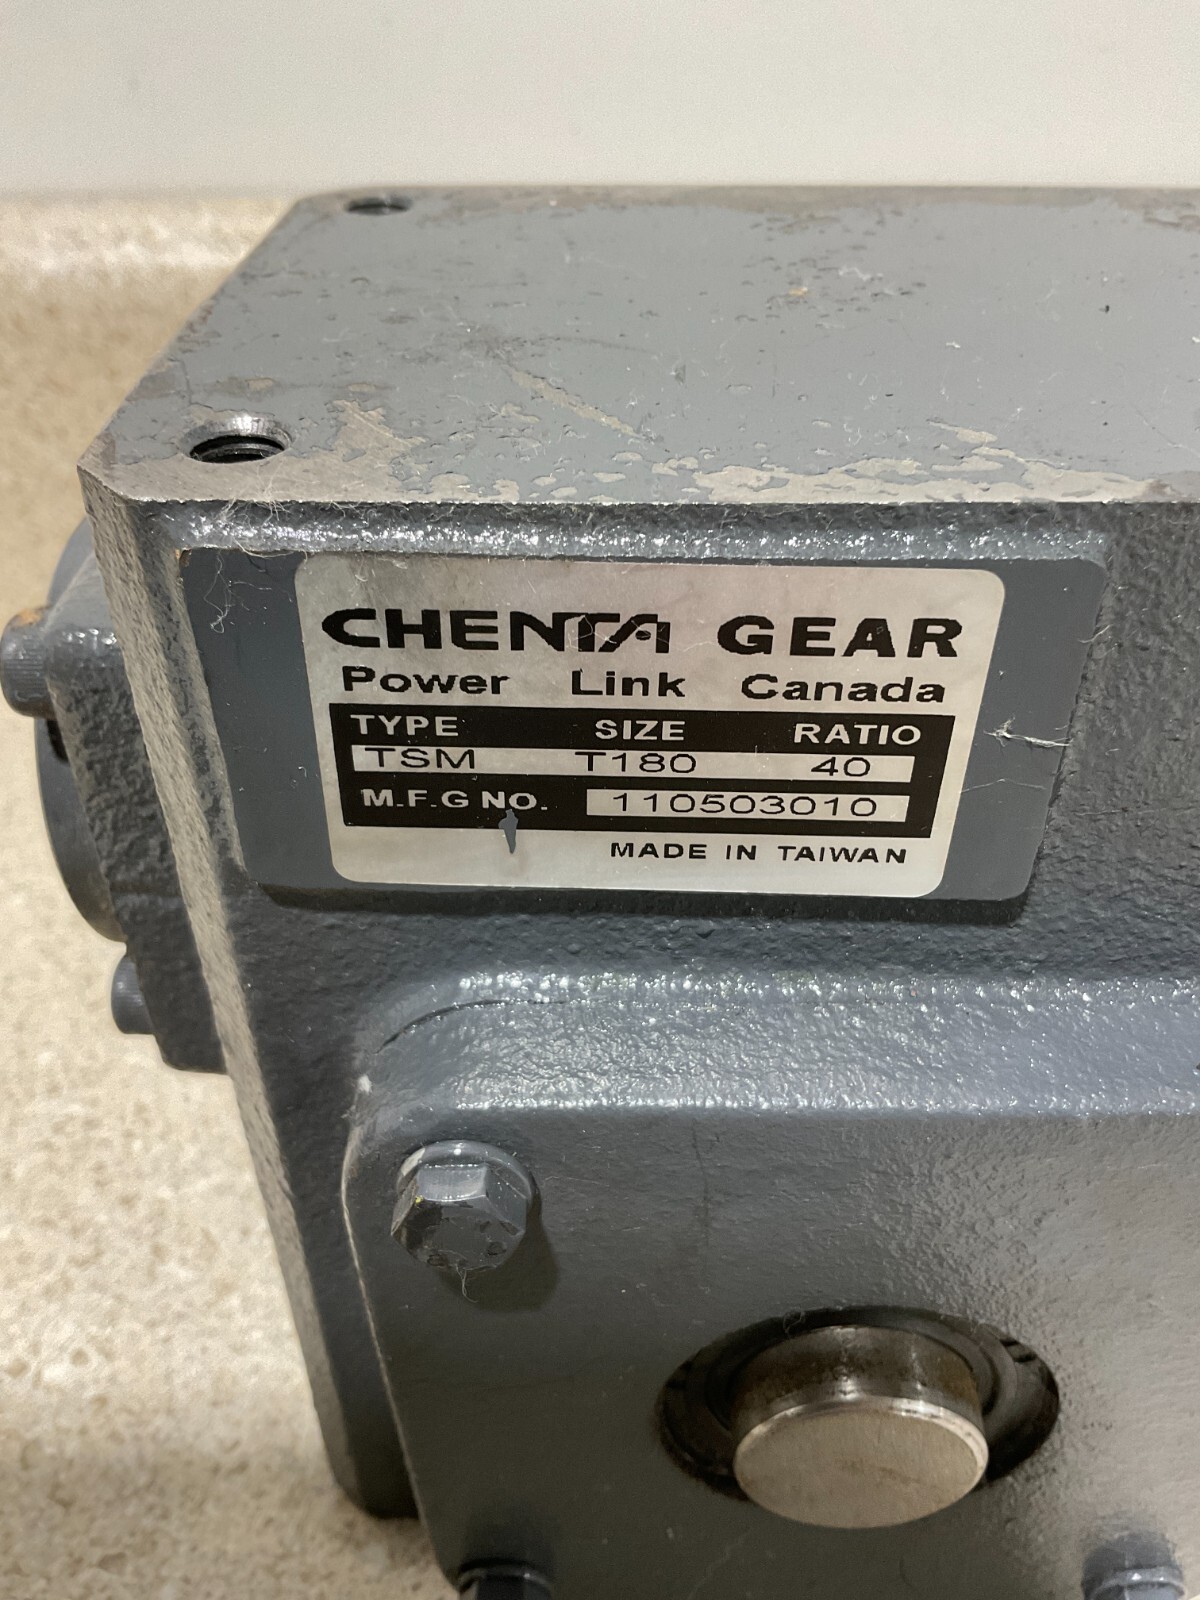 CHENTA GEAR
Power Link Canada
TYPE SIZE RATIO
TSM T180 40
M.F.G NO. 110503010
MADE IN TAIWAN